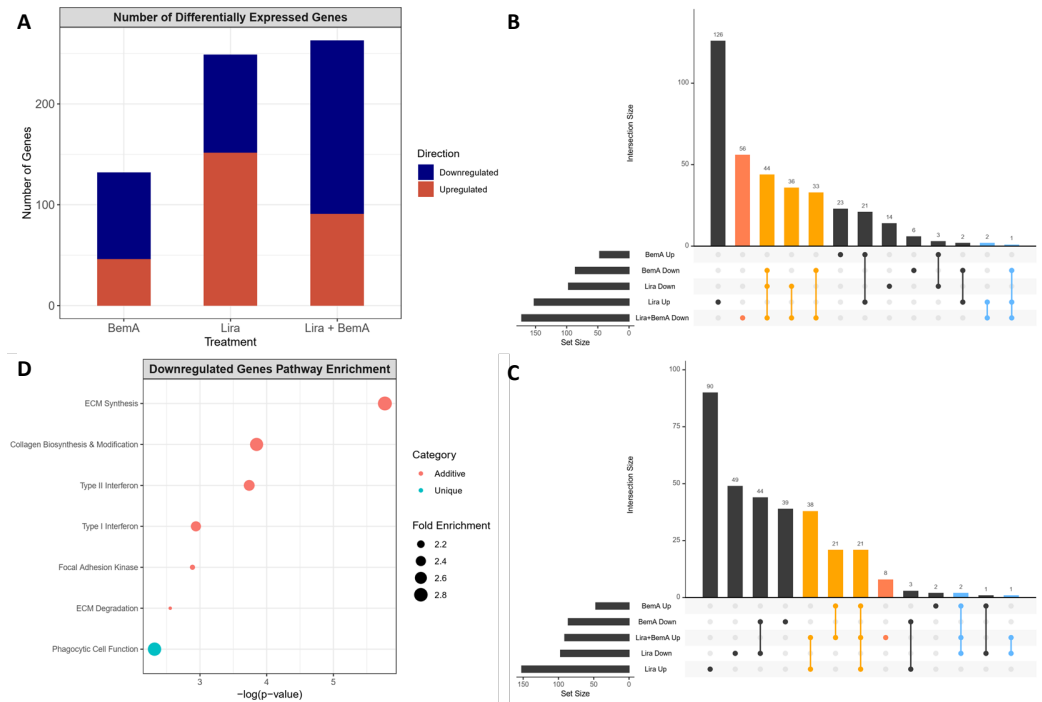 A
Number of Differentially Expressed Genes
Number of Genes
200
100
0
BemA
Lira
Lira + BemA
Treatment
Direction
Downregulated
Upregulated
B
Intersection Size
100
50
0
126
56
44
36
33
23
21
14
6
3
2
2
1
BemA Up
BemA Down
Lira Down
Lira Up
Lira+BemA Down
150
100
50
0
Set Size
D
Downregulated Genes Pathway Enrichment
ECM Synthesis
Collagen Biosynthesis & Modification
Type II Interferon
Type I Interferon
Focal Adhesion Kinase
ECM Degradation
Phagocytic Cell Function
3
4
5
−log(p−value)
Category
Additive
Unique
Fold Enrichment
2.2
2.4
2.6
2.8
C
Intersection Size
100
75
50
25
0
90
49
44
39
38
21
21
8
3
2
2
1
1
BemA Up
BemA Down
Lira+BemA Up
Lira Down
Lira Up
150
100
50
0
Set Size